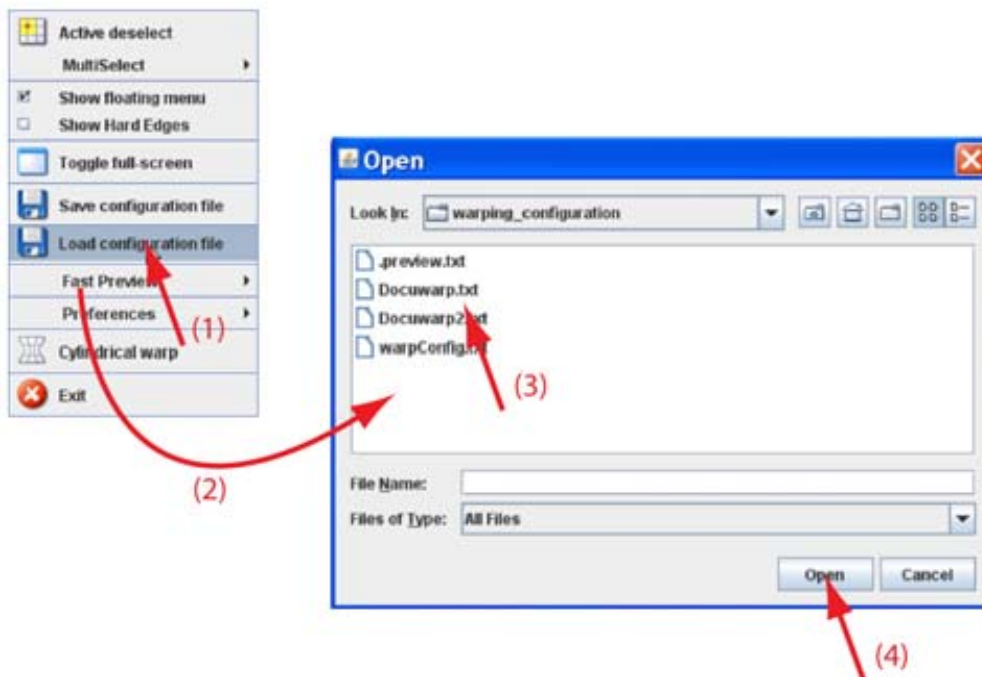 Active deselect
MultiSelect
Show floating menu
Show Hard Edges
Toggle full-screen
Save configuration file
Load configuration file
Fast Preview
Preferences
(1)
Cylindrical warp
Exit
(2)
Open
Look In:
warping_configuration
.preview.txt
Docuwarp.txt
Docuwarp2.txt
warpConfig.txt
(3)
File Name:
Files of Type:
All Files
Open
Cancel
(4)